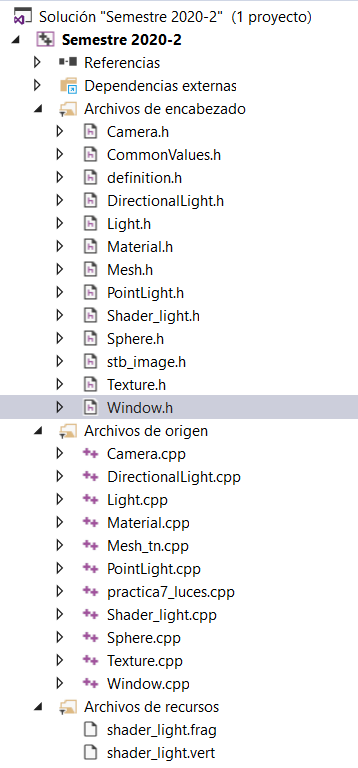 Solución "Semestre 2020-2" (1 proyecto)
Semestre 2020-2
Referencias
Dependencias externas
Archivos de encabezado
Camera.h
CommonValues.h
definition.h
DirectionalLight.h
Light.h
Material.h
Mesh.h
PointLight.h
Shader_light.h
Sphere.h
stb_image.h
Texture.h
Window.h
Archivos de origen
Camera.cpp
DirectionalLight.cpp
Light.cpp
Material.cpp
Mesh_tn.cpp
PointLight.cpp
practica7_luces.cpp
Shader_light.cpp
Sphere.cpp
Texture.cpp
Window.cpp
Archivos de recursos
shader_light.frag
shader_light.vert